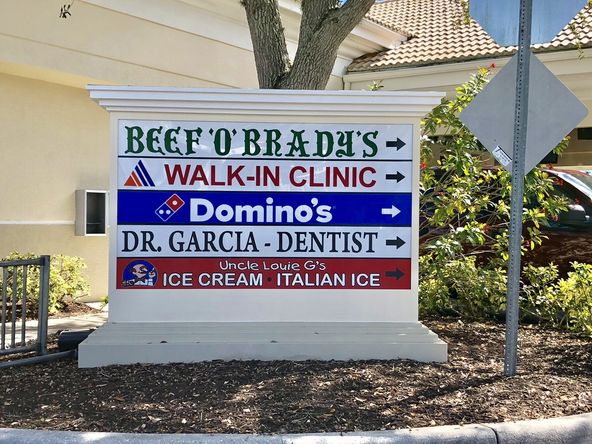 BEEF 'O' BRADY'S
WALK-IN CLINIC
Domino's
DR. GARCIA - DENTIST
Uncle Louie G's
ICE CREAM · ITALIAN ICE